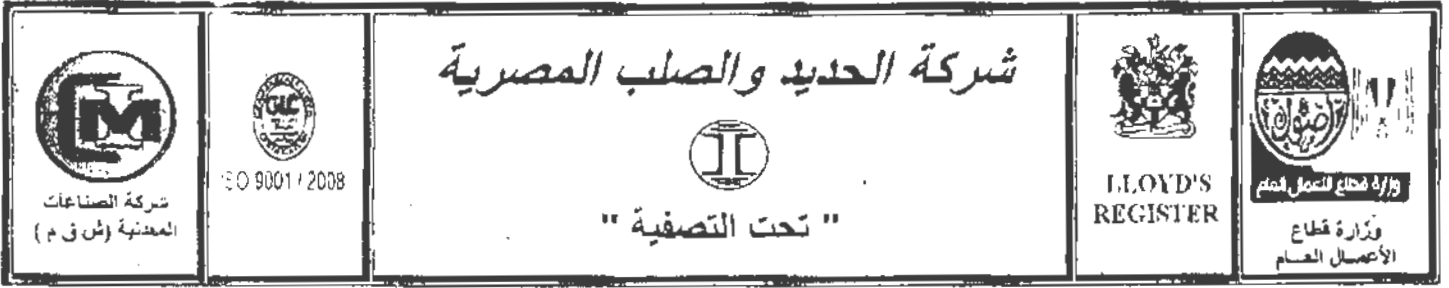 شركة الحديد والصلب المصرية
" تحت التصفية "
وزارة قطاع الأعمال العام
وزارة قطاع
الأعمال العام
LLOYD'S
REGISTER
ISO 9001 / 2008
شركة الصناعات
المعدنية (ش ق م)